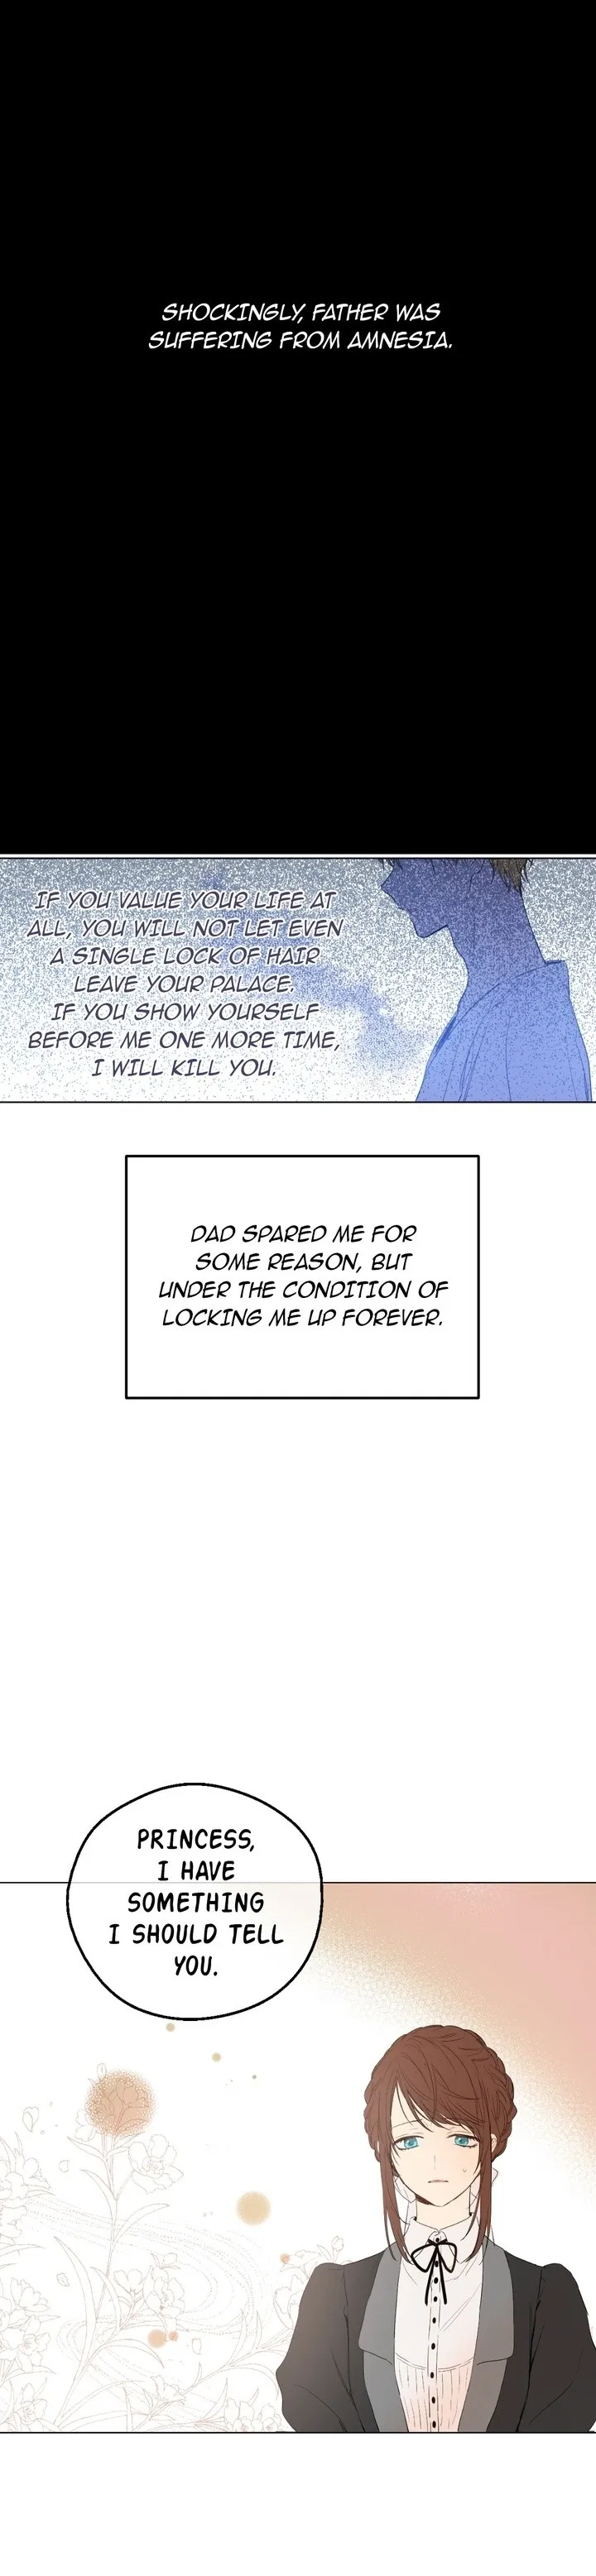 SHOCKINGLY, FATHER WAS
SUFFERING FROM AMNESIA.
IF YOU VALUE YOUR LIFE AT
ALL, YOU WILL NOT LET EVEN
A SINGLE LOCK OF HAIR
LEAVE YOUR PALACE.
IF YOU SHOW YOURSELF
BEFORE ME ONE MORE TIME,
I WILL KILL YOU.
DAD SPARED ME FOR
SOME REASON, BUT
UNDER THE CONDITION OF
LOCKING ME UP FOREVER.
PRINCESS,
I HAVE
SOMETHING
I SHOULD TELL
YOU.